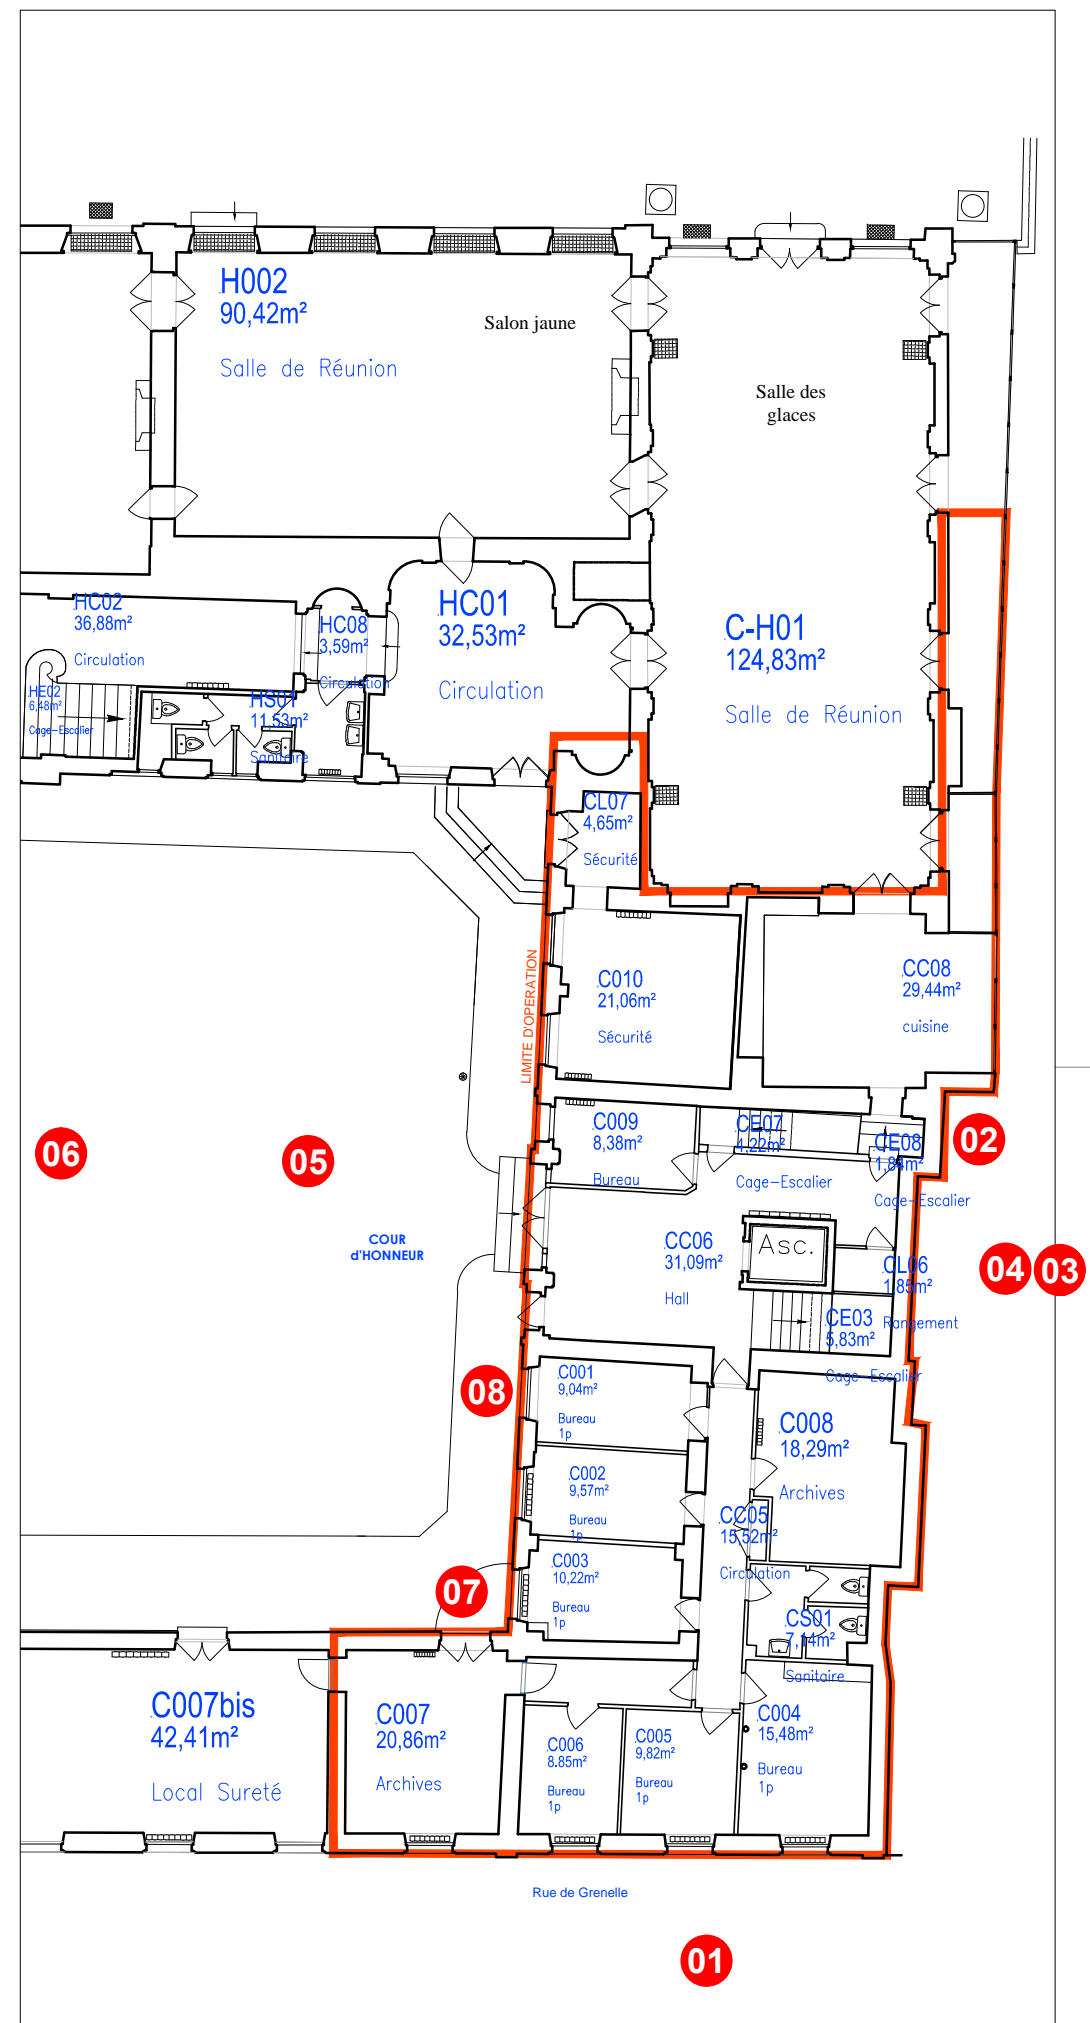 H002
90,42m²
Salle de Réunion
Salon jaune
Salle des
glaces
HC02
36,88m²
Circulation
HC08
3,59m²
Circulation
HC01
32,53m²
Circulation
C-H01
124,83m²
Salle de Réunion
HE02
6,48m²
Cage-Escalier
HS01
11,53m²
Sanitaire
CL07
4,65m²
Sécurité
LIMITE D'OPERATION
C010
21,06m²
Sécurité
CC08
29,44m²
cuisine
C009
8,38m²
Bureau
CE07
4,22m²
Cage-Escalier
CE08
1,84m²
Cage-Escalier
02
06
05
COUR
d'HONNEUR
CC06
31,09m²
Hall
Asc.
CL06
1,85m²
Rangement
04
03
CE03
5,83m²
Cage-Escalier
08
C001
9,04m²
Bureau
1p
C008
18,29m²
Archives
C002
9,57m²
Bureau
1p
CC05
15,52m²
Circulation
C003
10,22m²
Bureau
1p
07
CS01
7,14m²
Sanitaire
C007bis
42,41m²
Local Sureté
C007
20,86m²
Archives
C006
8.85m²
Bureau
1p
C005
9,82m²
Bureau
1p
C004
15,48m²
Bureau
1p
Rue de Grenelle
01